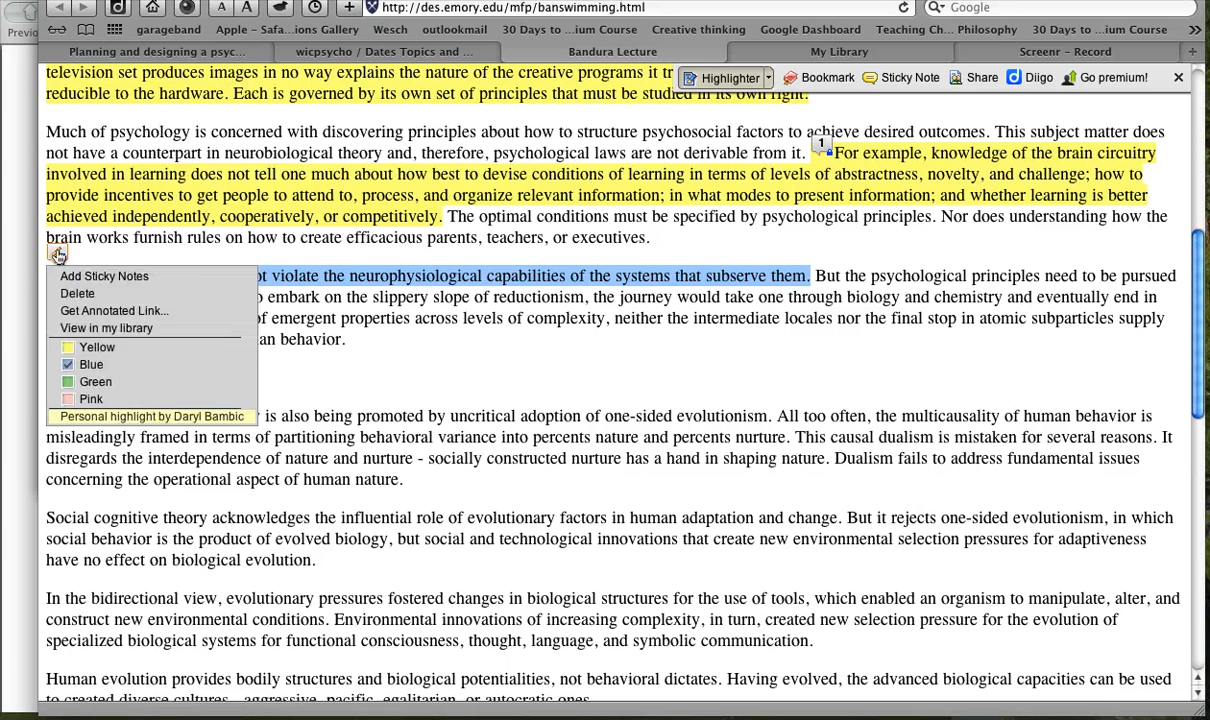 http://des.emory.edu/mfp/banswimming.html
Google
Previo
garageband Apple – Safa...ions Gallery Wesch outlookmail 30 Days to ...ium Course Creative thinking Google Dashboard Teaching Ch... Philosophy 30 Days to ...ium Course
Planning and designing a psyc... wicpsycho / Dates Topics and ... Bandura Lecture My Library Screenr - Record
Highlighter Bookmark Sticky Note Share Diigo Go premium!
television set produces images in no way explains the nature of the creative programs it tr
reducible to the hardware. Each is governed by its own set of principles that must be studied in its own right.
Much of psychology is concerned with discovering principles about how to structure psychosocial factors to achieve desired outcomes. This subject matter does
not have a counterpart in neurobiological theory and, therefore, psychological laws are not derivable from it. 1 For example, knowledge of the brain circuitry
involved in learning does not tell one much about how best to devise conditions of learning in terms of levels of abstractness, novelty, and challenge; how to
provide incentives to get people to attend to, process, and organize relevant information; in what modes to present information; and whether learning is better
achieved independently, cooperatively, or competitively. The optimal conditions must be specified by psychological principles. Nor does understanding how the
brain works furnish rules on how to create efficacious parents, teachers, or executives.
ot violate the neurophysiological capabilities of the systems that subserve them. But the psychological principles need to be pursued
o embark on the slippery slope of reductionism, the journey would take one through biology and chemistry and eventually end in
of emergent properties across levels of complexity, neither the intermediate locales nor the final stop in atomic subparticles supply
an behavior.
Add Sticky Notes
Delete
Get Annotated Link...
View in my library
Yellow
Blue
Green
Pink
Personal highlight by Daryl Bambic
is also being promoted by uncritical adoption of one-sided evolutionism. All too often, the multicausality of human behavior is
misleadingly framed in terms of partitioning behavioral variance into percents nature and percents nurture. This causal dualism is mistaken for several reasons. It
disregards the interdependence of nature and nurture - socially constructed nurture has a hand in shaping nature. Dualism fails to address fundamental issues
concerning the operational aspect of human nature.
Social cognitive theory acknowledges the influential role of evolutionary factors in human adaptation and change. But it rejects one-sided evolutionism, in which
social behavior is the product of evolved biology, but social and technological innovations that create new environmental selection pressures for adaptiveness
have no effect on biological evolution.
In the bidirectional view, evolutionary pressures fostered changes in biological structures for the use of tools, which enabled an organism to manipulate, alter, and
construct new environmental conditions. Environmental innovations of increasing complexity, in turn, created new selection pressure for the evolution of
specialized biological systems for functional consciousness, thought, language, and symbolic communication.
Human evolution provides bodily structures and biological potentialities, not behavioral dictates. Having evolved, the advanced biological capacities can be used
to created diverse cultures - aggressive, pacific, egalitarian, or autocratic ones.